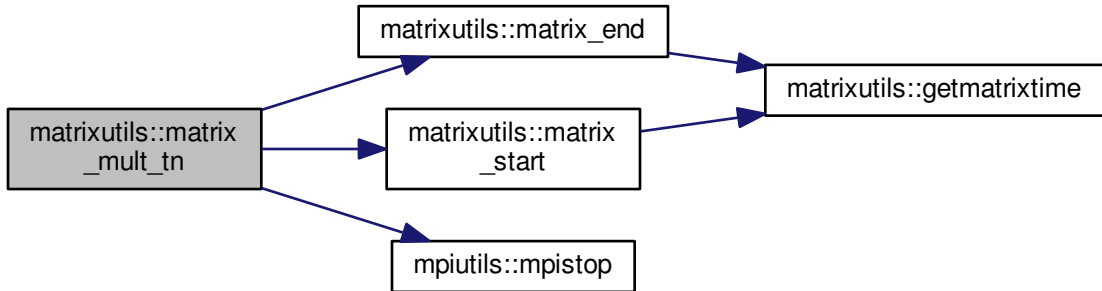 matrixutils::matrix_end
matrixutils::getmatrixtime
matrixutils::matrix
_mult_tn
matrixutils::matrix
_start
mpiutils::mpistop